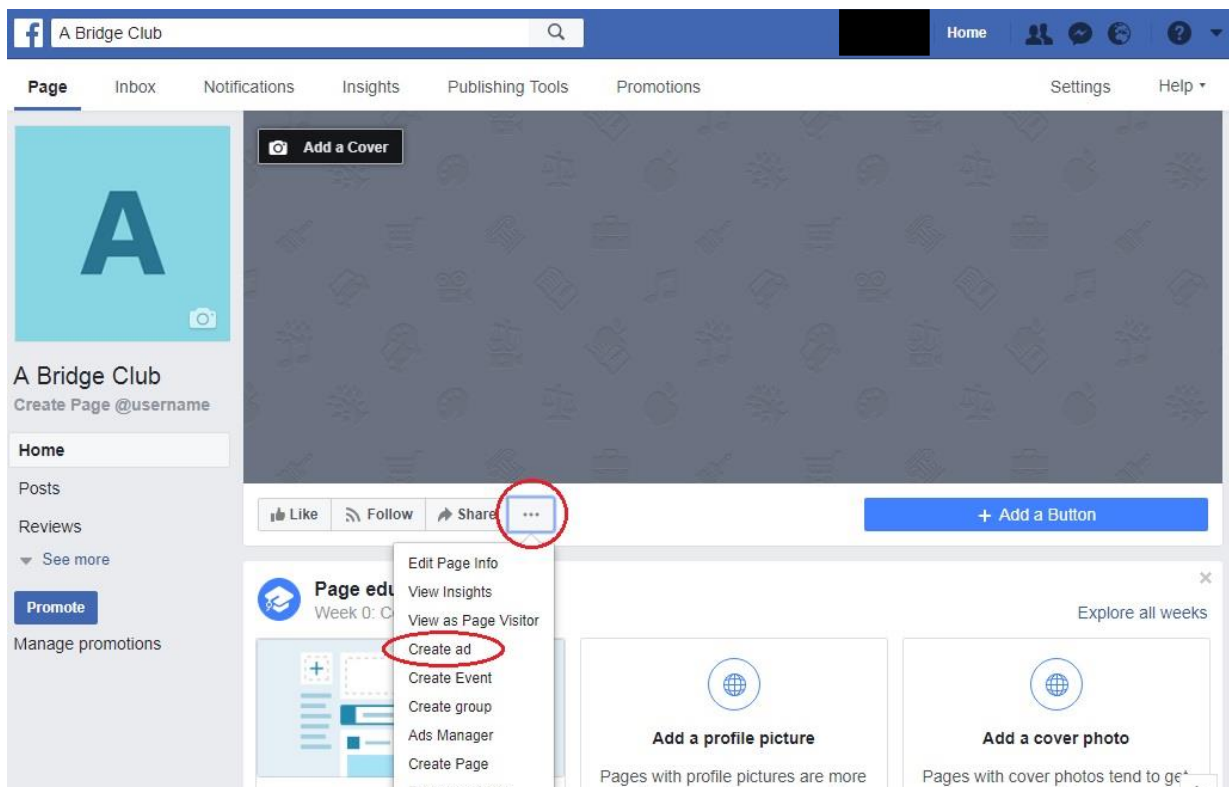 f A Bridge Club Home ?
Page Inbox Notifications Insights Publishing Tools Promotions Settings Help
Add a Cover
A
A Bridge Club
Create Page @username
Home
Posts
Reviews
See more
Promote
Manage promotions
Like Follow Share ... + Add a Button
Edit Page Info
View Insights
View as Page Visitor
Create ad
Create Event
Create group
Ads Manager
Create Page
Page edu
Week 0: C
Explore all weeks
Add a profile picture
Pages with profile pictures are more
Add a cover photo
Pages with cover photos tend to get